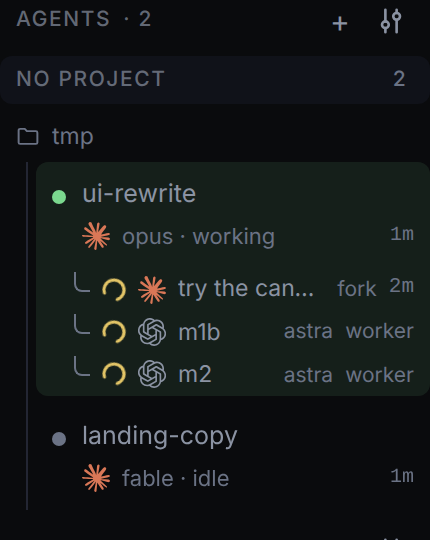 AGENTS · 2 +
NO PROJECT 2
tmp
ui-rewrite
opus · working 1m
try the can... fork 2m
m1b astra worker
m2 astra worker
landing-copy
fable · idle 1m